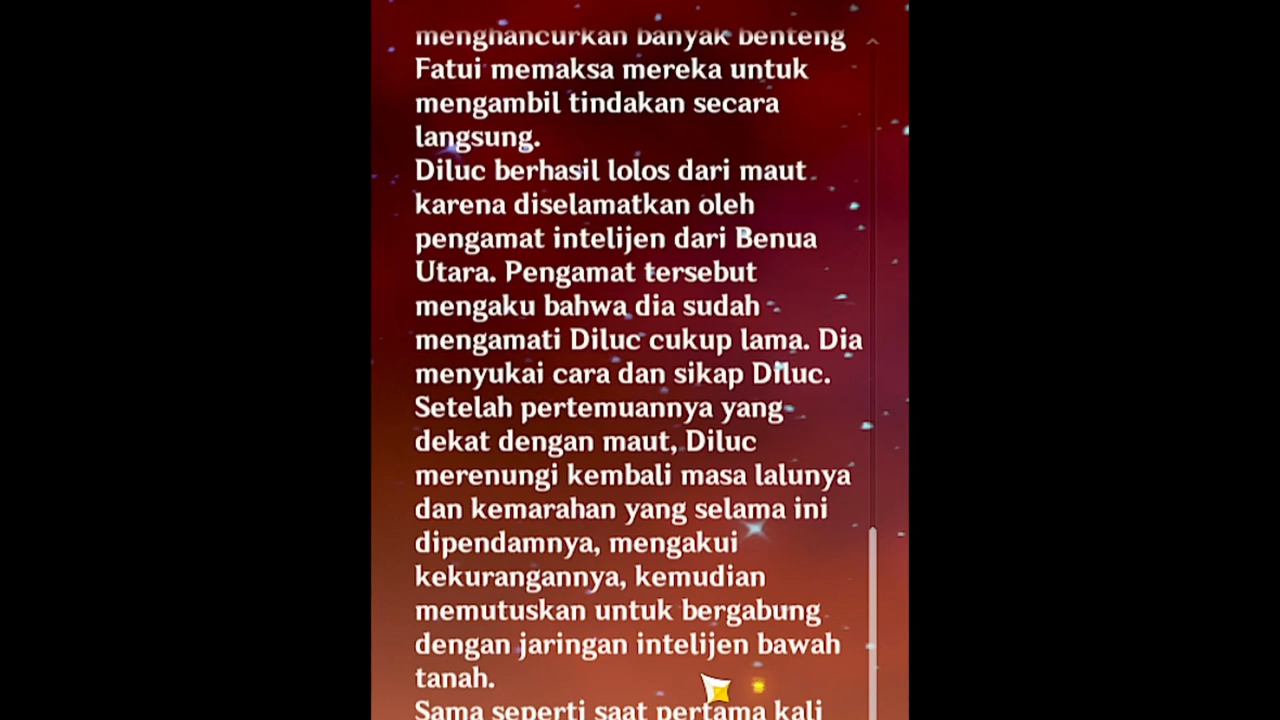 menghancurkan banyak benteng
Fatui memaksa mereka untuk
mengambil tindakan secara
langsung.
Diluc berhasil lolos dari maut
karena diselamatkan oleh
pengamat intelijen dari Benua
Utara. Pengamat tersebut
mengaku bahwa dia sudah
mengamati Diluc cukup lama. Dia
menyukai cara dan sikap Diluc.
Setelah pertemuannya yang
dekat dengan maut, Diluc
merenungi kembali masa lalunya
dan kemarahan yang selama ini
dipendamnya, mengakui
kekurangannya, kemudian
memutuskan untuk bergabung
dengan jaringan intelijen bawah
tanah.
Sama seperti saat pertama kali